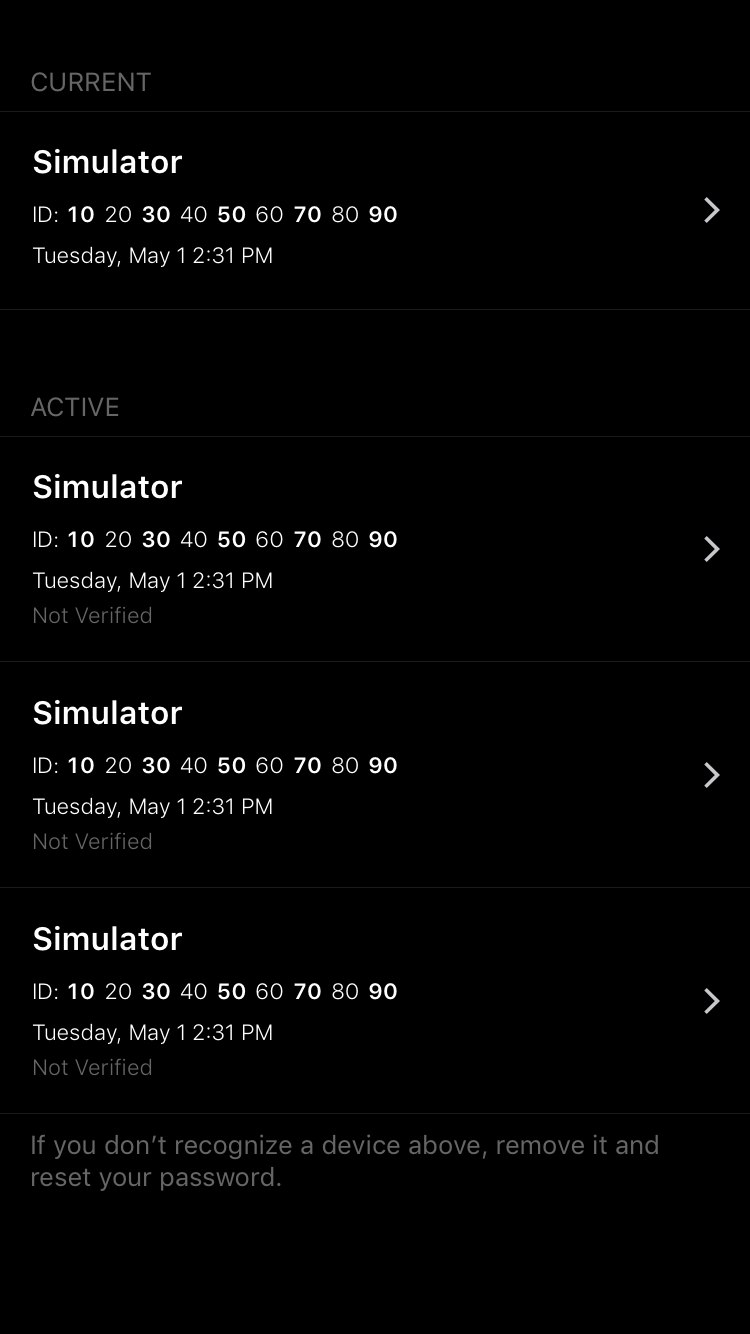 CURRENT
Simulator
ID: 10 20 30 40 50 60 70 80 90
Tuesday, May 1 2:31 PM
ACTIVE
Simulator
ID: 10 20 30 40 50 60 70 80 90
Tuesday, May 1 2:31 PM
Not Verified
Simulator
ID: 10 20 30 40 50 60 70 80 90
Tuesday, May 1 2:31 PM
Not Verified
Simulator
ID: 10 20 30 40 50 60 70 80 90
Tuesday, May 1 2:31 PM
Not Verified
If you don’t recognize a device above, remove it and
reset your password.